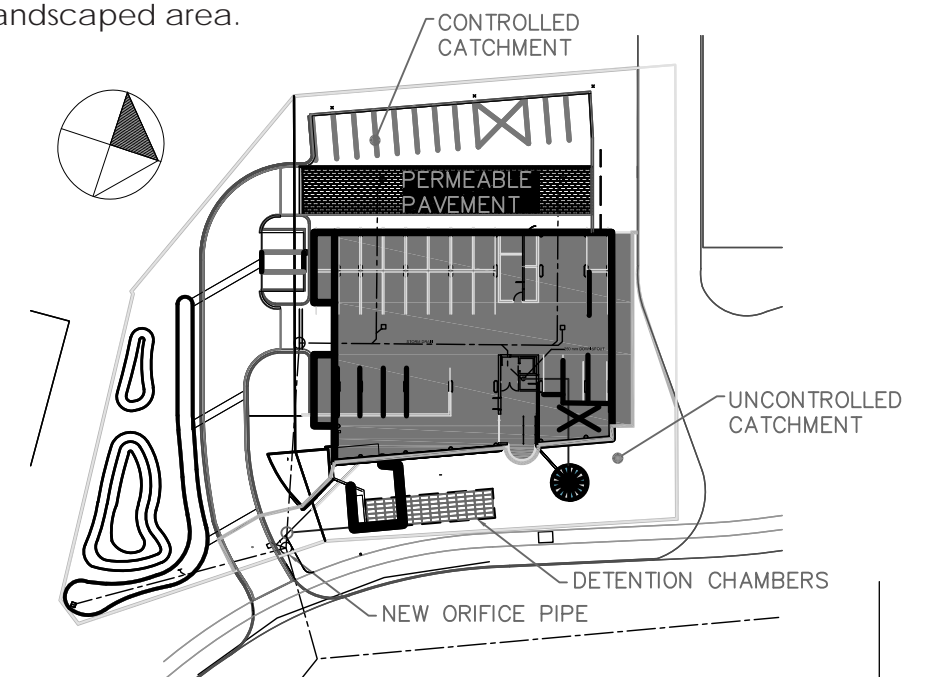 andscaped area.
CONTROLLED
CATCHMENT
PERMEABLE
PAVEMENT
UNCONTROLLED
CATCHMENT
DETENTION CHAMBERS
NEW ORIFICE PIPE